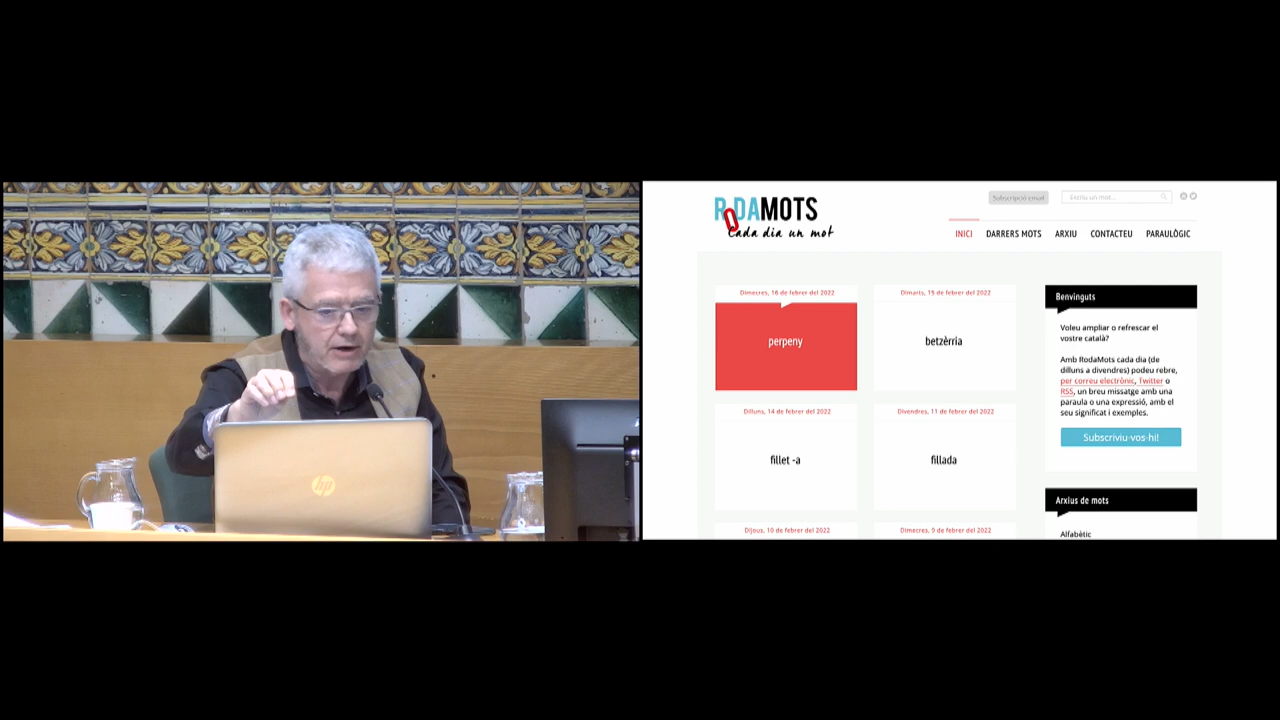 hp
RODAMOTS
Cada dia un mot
Subscripció email
Escriu un mot...
INICI DARRERS MOTS ARXIU CONTACTEU PARAULÒGIC
Dimecres, 16 de febrer del 2022
perpeny
Dimarts, 15 de febrer del 2022
betzèrria
Dilluns, 14 de febrer del 2022
fillet -a
Divendres, 11 de febrer del 2022
fillada
Dijous, 10 de febrer del 2022
Dimecres, 9 de febrer del 2022
Benvinguts
Voleu ampliar o refrescar el
vostre català?
Amb RodaMots cada dia (de
dilluns a divendres) podeu rebre,
per correu electrònic, Twitter o
RSS, un breu missatge amb una
paraula o una expressió, amb el
seu significat i exemples.
Subscriviu-vos-hi!
Arxius de mots
Alfabètic